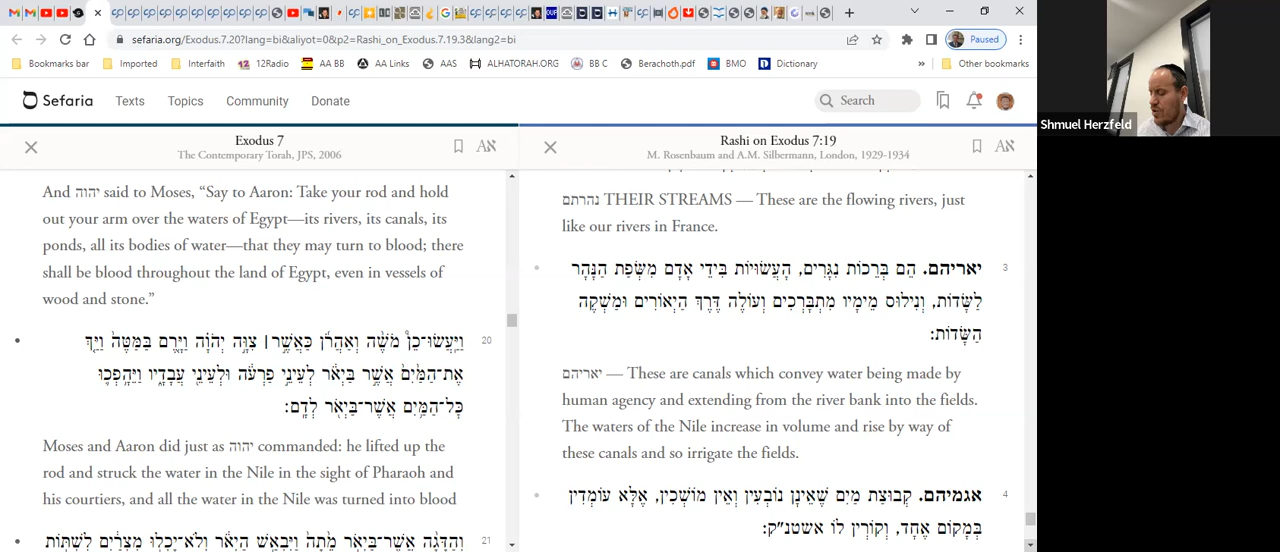 sefaria.org/Exodus.7.20?lang=bi&aliyot=0&p2=Rashi_on_Exodus.7.19.3&lang2=bi
Paused
Bookmarks bar
Imported
Interfaith
12Radio
AA BB
AA Links
AAS
ALHATORAH.ORG
BB C
Berachoth.pdf
BMO
Dictionary
»
Other bookmarks
Sefaria
Texts
Topics
Community
Donate
Search
Exodus 7
The Contemporary Torah, JPS, 2006
And יהוה said to Moses, “Say to Aaron: Take your rod and hold
out your arm over the waters of Egypt—its rivers, its canals, its
ponds, all its bodies of water—that they may turn to blood; there
shall be blood throughout the land of Egypt, even in vessels of
wood and stone.”
20
וַיַּֽעֲשׂוּ־כֵן֩ מֹשֶׁ֨ה וְאַהֲרֹ֜ן כַּאֲשֶׁ֣ר ׀ צִוָּ֣ה יְהֹוָ֗ה וַיָּ֤רֶם בַּמַּטֶּה֙ וַיַּ֤ךְ
אֶת־הַמַּ֙יִם֙ אֲשֶׁ֣ר בַּיְאֹ֔ר לְעֵינֵ֣י פַרְעֹ֔ה וּלְעֵינֵ֖י עֲבָדָ֑יו וַיֵּהָֽפְכ֛וּ
כׇּל־הַמַּ֥יִם אֲשֶׁר־בַּיְאֹ֖ר לְדָֽם׃
Moses and Aaron did just as יהוה commanded: he lifted up the
rod and struck the water in the Nile in the sight of Pharaoh and
his courtiers, and all the water in the Nile was turned into blood
21
וְהַדָּגָ֨ה אֲשֶׁר־בַּיְאֹ֥ר מֵ֙תָה֙ וַיִּבְאַ֣שׁ הַיְאֹ֔ר וְלֹא־יָכְל֣וּ מִצְרַ֔יִם לִשְׁתּ֥וֹת
Rashi on Exodus 7:19
M. Rosenbaum and A.M. Silbermann, London, 1929-1934
נהרתם THEIR STREAMS — These are the flowing rivers, just
like our rivers in France.
3
יאריהם. הֵם בְּרֵכוֹת נִגָּרִים, הָעֲשׂוּיוֹת בִּידֵי אָדָם מִשְּׂפַת הַנָּהָר
לַשָּׂדוֹת, וְנִילוּס מֵימָיו מִתְבָּרְכִים וְעוֹלֶה דֶּרֶךְ הַיְאוֹרִים וּמַשְׁקֶה
הַשָּׂדוֹת:
יאריהם — These are canals which convey water being made by
human agency and extending from the river bank into the fields.
The waters of the Nile increase in volume and rise by way of
these canals and so irrigate the fields.
4
אגמיהם. קְבוּצַת מַיִם שֶׁאֵינָן נוֹבְעִין וְאֵין מוֹשְׁכִין, אֶלָּא עוֹמְדִין
בְּמָקוֹם אֶחָד, וְקוֹרִין לוֹ אשטנ״ק:
Shmuel Herzfeld